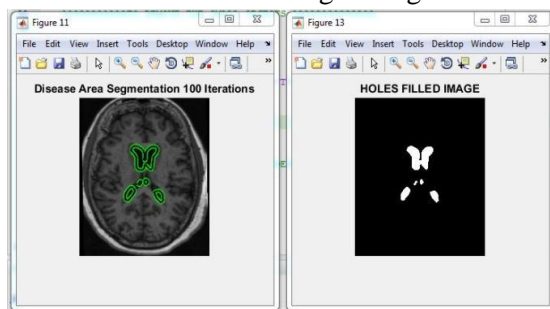 Figure 11
File Edit View Insert Tools Desktop Window Help
Disease Area Segmentation 100 Iterations
Figure 13
File Edit View Insert Tools Desktop Window Help
HOLES FILLED IMAGE